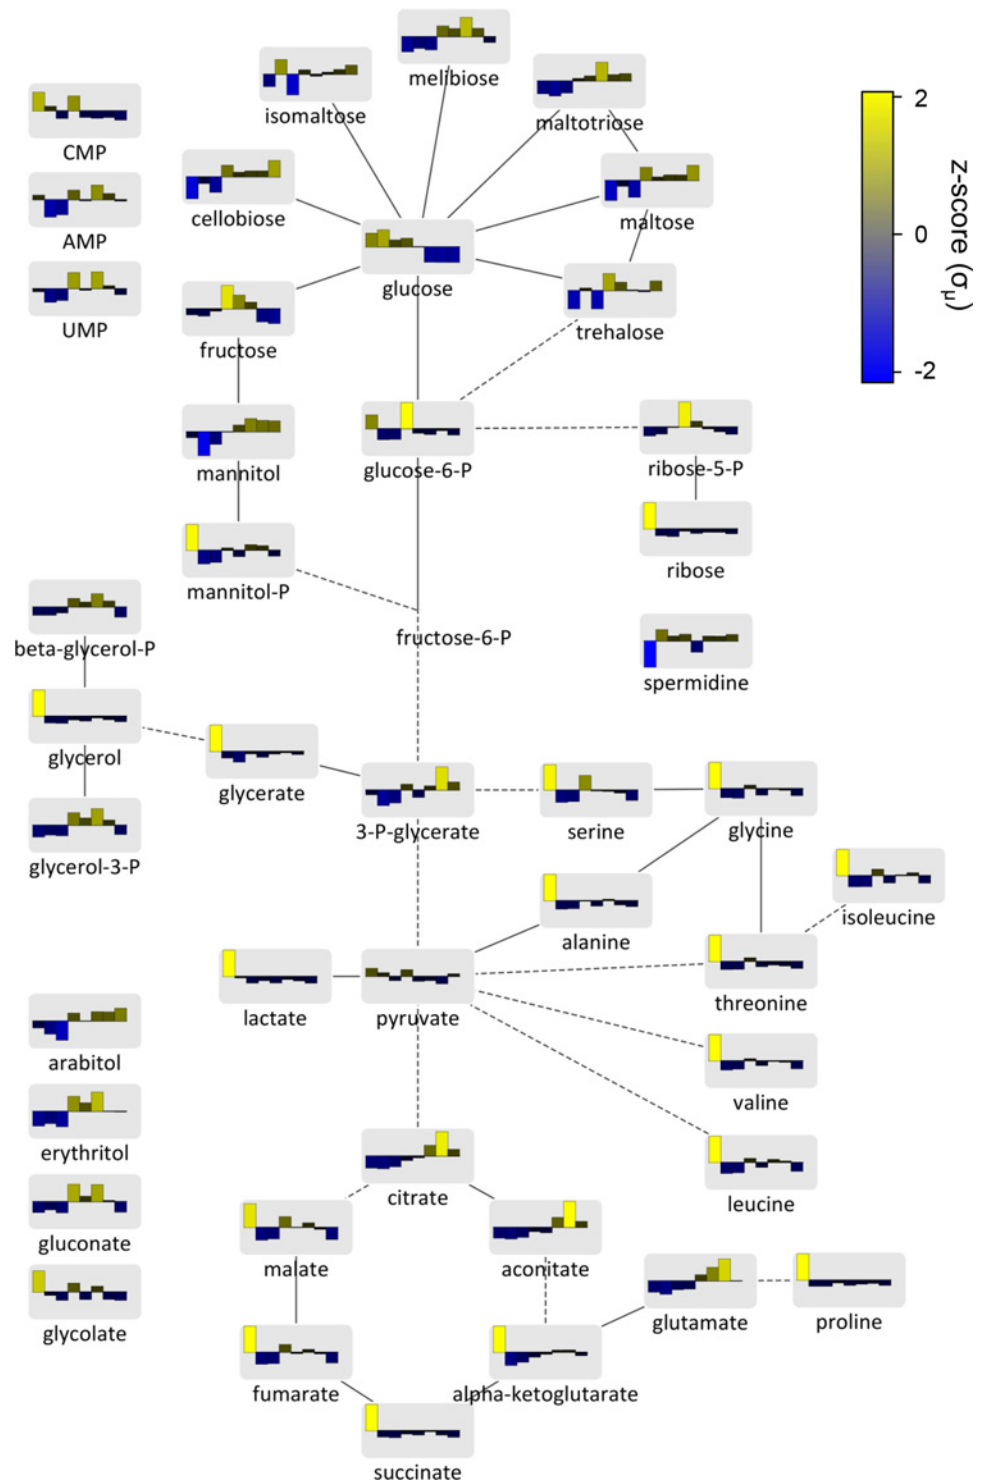 melibiose
isomaltose
maltotriose
CMP
cellobiose
maltose
AMP
glucose
UMP
fructose
trehalose
mannitol
glucose-6-P
ribose-5-P
mannitol-P
ribose
fructose-6-P
beta-glycerol-P
spermidine
glycerol
glycerate
3-P-glycerate
serine
glycine
glycerol-3-P
alanine
isoleucine
lactate
pyruvate
threonine
arabitol
valine
erythritol
citrate
leucine
gluconate
malate
aconitate
glycolate
glutamate
proline
fumarate
alpha-ketoglutarate
succinate
2
0
-2
z-score (σμ)